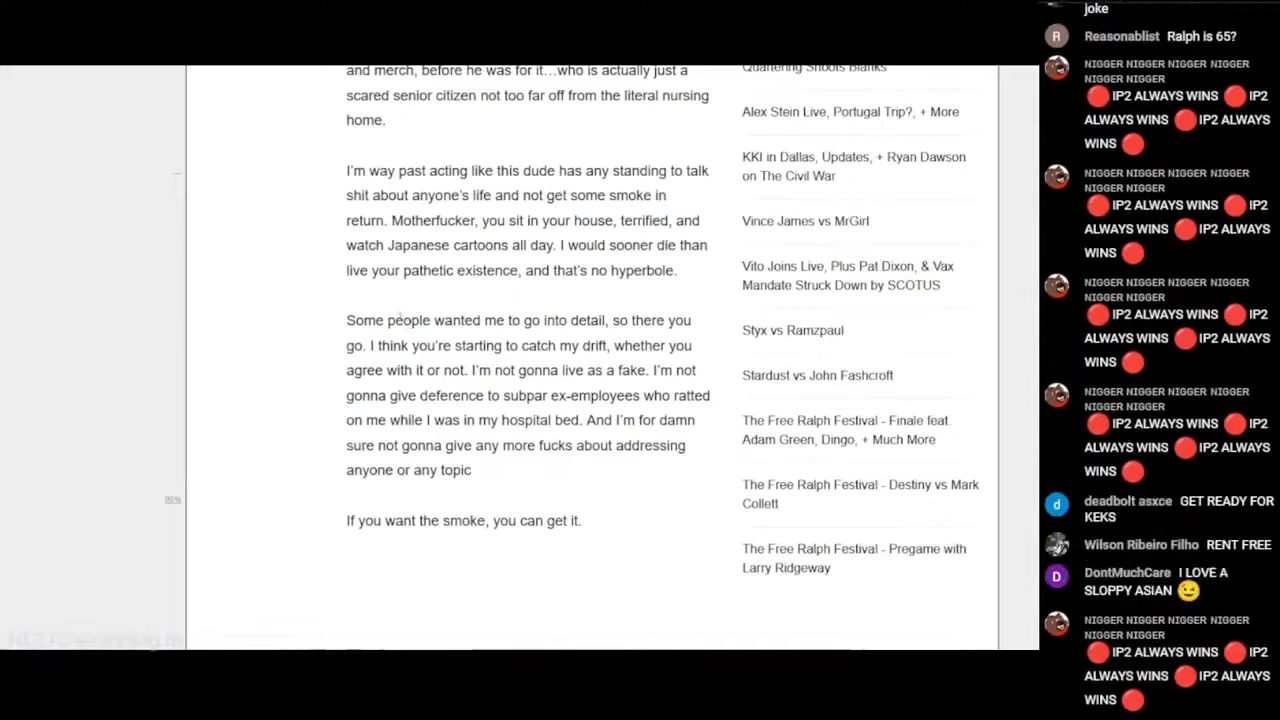 and merch, before he was for it…who is actually just a
scared senior citizen not too far off from the literal nursing
home.
I'm way past acting like this dude has any standing to talk
shit about anyone's life and not get some smoke in
return. Motherfucker, you sit in your house, terrified, and
watch Japanese cartoons all day. I would sooner die than
live your pathetic existence, and that's no hyperbole.
Some people wanted me to go into detail, so there you
go. I think you're starting to catch my drift, whether you
agree with it or not. I'm not gonna live as a fake. I'm not
gonna give deference to subpar ex-employees who ratted
on me while I was in my hospital bed. And I'm for damn
sure not gonna give any more fucks about addressing
anyone or any topic
If you want the smoke, you can get it.
Quartering Shoots Blanks
Alex Stein Live, Portugal Trip?, + More
KKI in Dallas, Updates, + Ryan Dawson
on The Civil War
Vince James vs MrGirl
Vito Joins Live, Plus Pat Dixon, & Vax
Mandate Struck Down by SCOTUS
Styx vs Ramzpaul
Stardust vs John Fashcroft
The Free Ralph Festival - Finale feat.
Adam Green, Dingo, + Much More
The Free Ralph Festival - Destiny vs Mark
Collett
The Free Ralph Festival - Pregame with
Larry Ridgeway
joke
R Reasonablist Ralph is 65?
NIGGER NIGGER NIGGER NIGGER
NIGGER NIGGER
🔴 IP2 ALWAYS WINS 🔴 IP2
ALWAYS WINS 🔴 IP2 ALWAYS
WINS 🔴
NIGGER NIGGER NIGGER NIGGER
NIGGER NIGGER
🔴 IP2 ALWAYS WINS 🔴 IP2
ALWAYS WINS 🔴 IP2 ALWAYS
WINS 🔴
NIGGER NIGGER NIGGER NIGGER
NIGGER NIGGER
🔴 IP2 ALWAYS WINS 🔴 IP2
ALWAYS WINS 🔴 IP2 ALWAYS
WINS 🔴
NIGGER NIGGER NIGGER NIGGER
NIGGER NIGGER
🔴 IP2 ALWAYS WINS 🔴 IP2
ALWAYS WINS 🔴 IP2 ALWAYS
WINS 🔴
d deadbolt asxce GET READY FOR
KEKS
Wilson Ribeiro Filho RENT FREE
D DontMuchCare I LOVE A
SLOPPY ASIAN 😉
NIGGER NIGGER NIGGER NIGGER
NIGGER NIGGER
🔴 IP2 ALWAYS WINS 🔴 IP2
ALWAYS WINS 🔴 IP2 ALWAYS
WINS 🔴